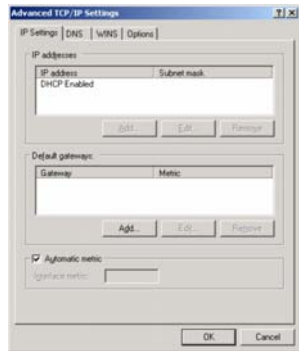 Advanced TCP/IP Settings
IP Settings DNS WINS Options
IP addresses
IP address Subnet mask
DHCP Enabled
Add... Edit... Remove
Default gateways:
Gateway Metric
Add... Edit... Remove
Automatic metric
Interface metric:
OK Cancel